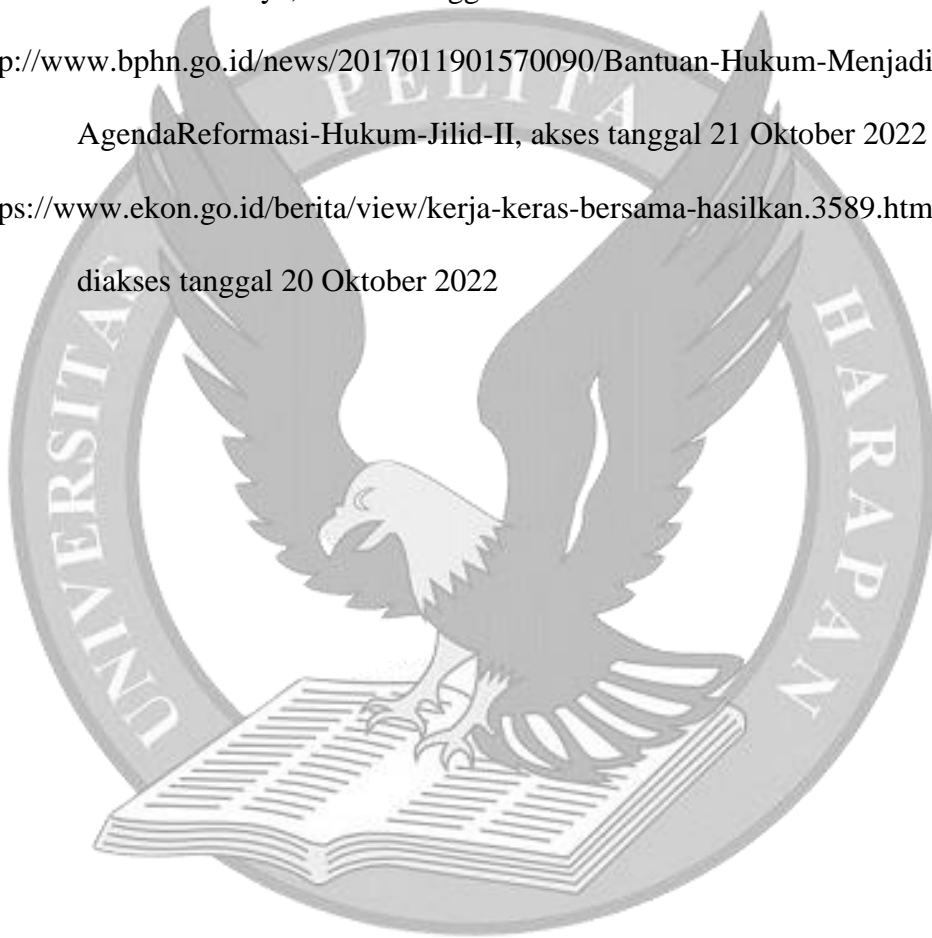 p://www.bphn.go.id/news/2017011901570090/Bantuan-Hukum-Menjadi
AgendaReformasi-Hukum-Jilid-II, akses tanggal 21 Oktober 2022
ps://www.ekon.go.id/berita/view/kerja-keras-bersama-hasilkan.3589.htm
diakses tanggal 20 Oktober 2022
UNIVERSITAS PELITA HARAPAN